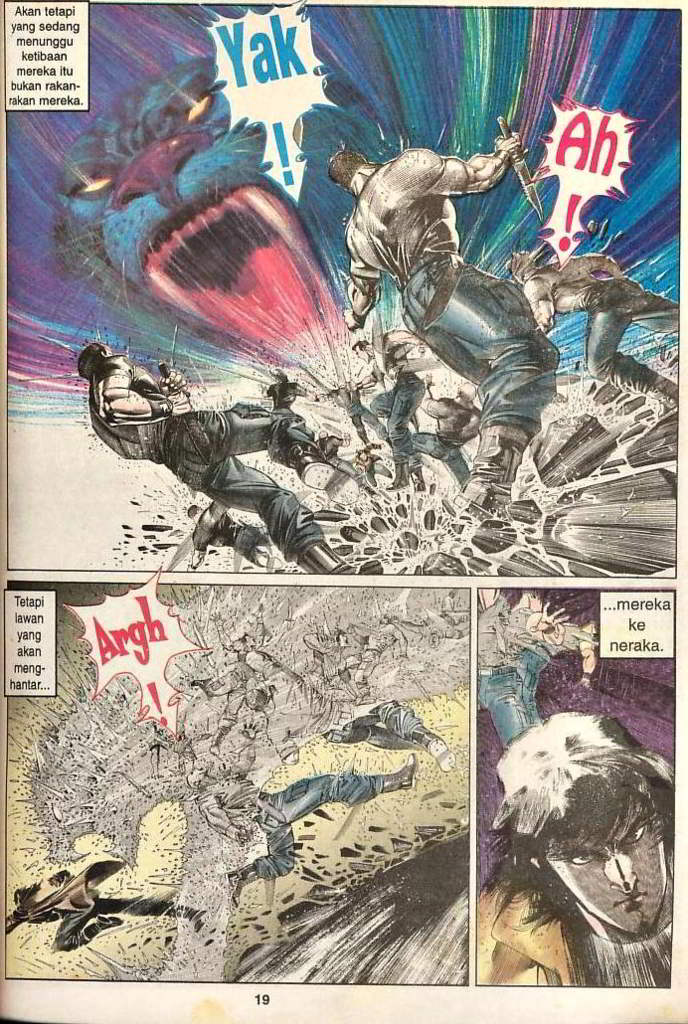 Akan tetapi
yang sedang
menunggu
ketibaan
mereka itu
bukan rakan-
rakan mereka.
Yak
!
Ah
!
Tetapi
lawan
yang
akan
meng-
hantar...
Argh
!
...mereka
ke
neraka.
19